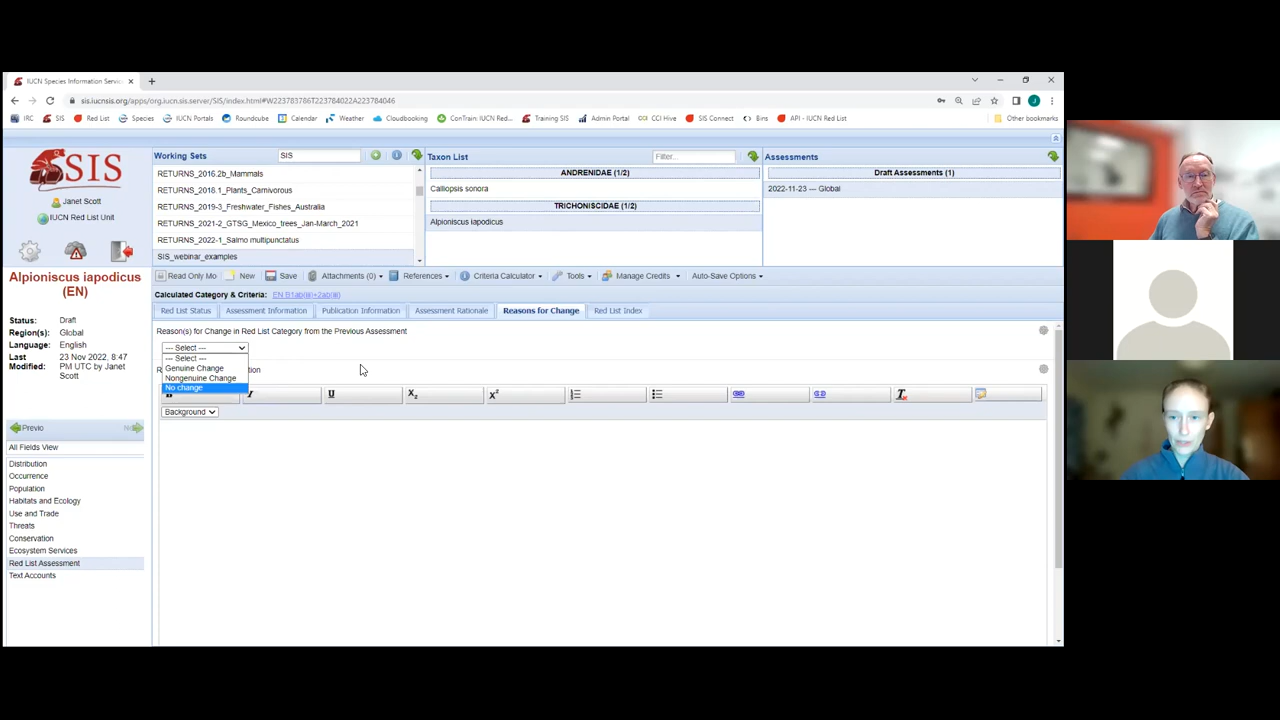 IUCN Species Information Servic
sis.iucnsis.org/apps/org.iucn.sis.server/SIS/index.html#W223783786T223784022A223784046
IRC SIS Red List Species IUCN Portals Roundcube Calendar Weather Cloudbooking ConTrain: IUCN Red... Training SIS Admin Portal CCI Hive SIS Connect Bins API - IUCN Red List Other bookmarks
SIS
Janet Scott
IUCN Red List Unit
Working Sets SIS
RETURNS_2016.2b_Mammals
RETURNS_2018.1_Plants_Carnivorous
RETURNS_2019-3_Freshwater_Fishes_Australia
RETURNS_2021-2_GTSG_Mexico_trees_Jan-March_2021
RETURNS_2022-1_Salmo multipunctatus
SIS_webinar_examples
Taxon List Filter...
ANDRENIDAE (1/2)
Calliopsis sonora
TRICHONISCIDAE (1/2)
Alpioniscus iapodicus
Assessments
Draft Assessments (1)
2022-11-23 --- Global
Alpioniscus iapodicus
(EN)
Status: Draft
Region(s): Global
Language: English
Last 23 Nov 2022, 8:47
Modified: PM UTC by Janet
Scott
Previo
All Fields View
Distribution
Occurrence
Population
Habitats and Ecology
Use and Trade
Threats
Conservation
Ecosystem Services
Red List Assessment
Text Accounts
Read Only Mo New Save Attachments (0) References Criteria Calculator Tools Manage Credits Auto-Save Options
Calculated Category & Criteria: EN B1ab(iii)+2ab(iii)
Red List Status Assessment Information Publication Information Assessment Rationale Reasons for Change Red List Index
Reason(s) for Change in Red List Category from the Previous Assessment
--- Select ---
--- Select ---
Genuine Change
Nongenuine Change
No change
U X₂ X²
Background